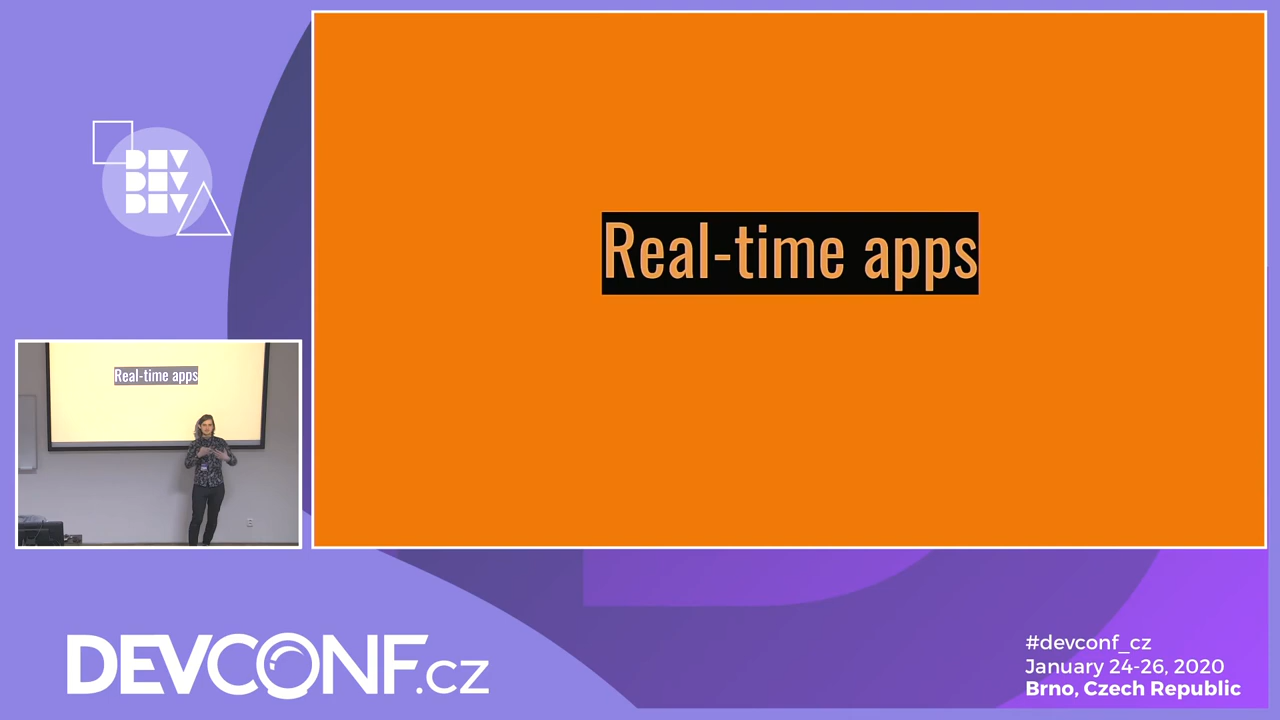 DEV
DEV
DEV
Real-time apps
Real-time apps
DEVCONF.cz
#devconf_cz
January 24-26, 2020
Brno, Czech Republic